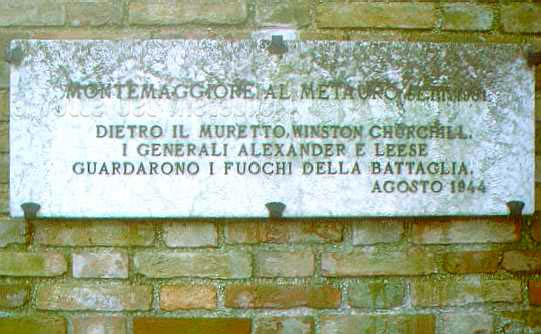 MONTEMAGGIORE AL METAURO
DIETRO IL MURETTO, WINSTON CHURCHILL,
I GENERALI ALEXANDER E LEESE
GUARDARONO I FUOCHI DELLA BATTAGLIA.
AGOSTO 1944